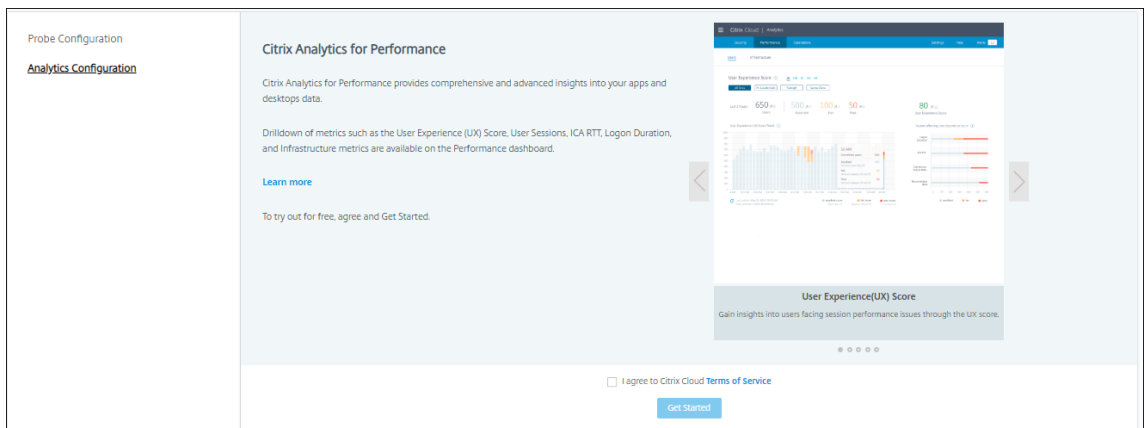 Probe Configuration
Analytics Configuration
Citrix Analytics for Performance
Citrix Analytics for Performance provides comprehensive and advanced insights into your apps and
desktops data.
Drilldown of metrics such as the User Experience (UX) Score, User Sessions, ICA RTT, Logon Duration,
and Infrastructure metrics are available on the Performance dashboard.
Learn more
To try out for free, agree and Get Started.
Citrix Cloud | Analytics
Security Performance Operations
Users Infrastructure
User Experience Score
650 500 100 50
80
User Experience(UX) Score
Gain insights into users facing session performance issues through the UX score.
I agree to Citrix Cloud Terms of Service
Get Started